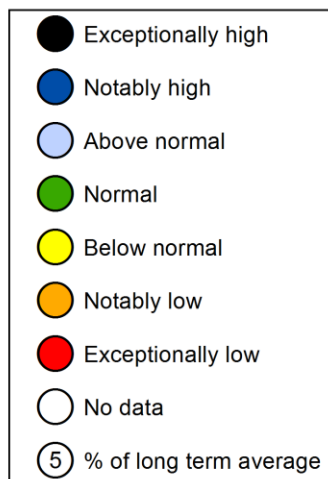 Exceptionally high
Notably high
Above normal
Normal
Below normal
Notably low
Exceptionally low
No data
5 % of long term average